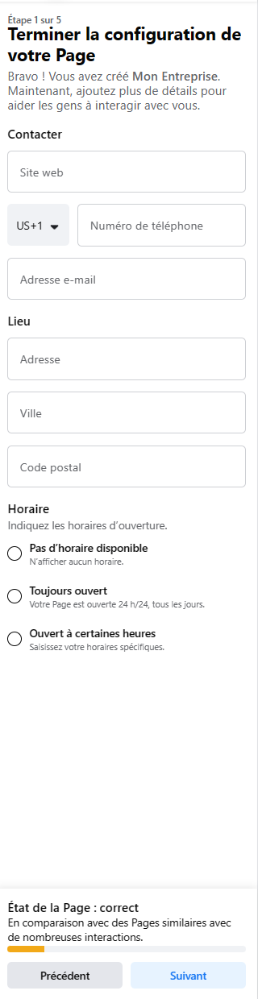 Étape 1 sur 5
Terminer la configuration de
votre Page
Bravo ! Vous avez créé Mon Entreprise.
Maintenant, ajoutez plus de détails pour
aider les gens à interagir avec vous.
Contacter
Site web
US+1
Numéro de téléphone
Adresse e-mail
Lieu
Adresse
Ville
Code postal
Horaire
Indiquez les horaires d’ouverture.
Pas d’horaire disponible
N’afficher aucun horaire.
Toujours ouvert
Votre Page est ouverte 24 h/24, tous les jours.
Ouvert à certaines heures
Saisissez votre horaires spécifiques.
État de la Page : correct
En comparaison avec des Pages similaires avec
de nombreuses interactions.
Précédent
Suivant